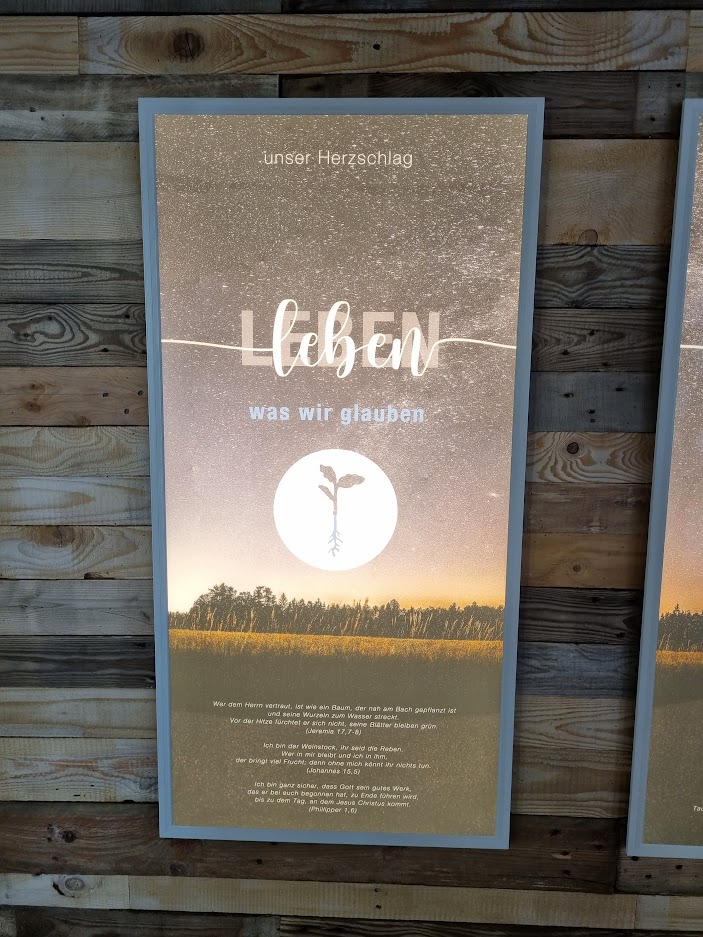 unser Herzschlag
LEBEN
leben
was wir glauben
Wer dem Herrn vertraut, ist wie ein Baum, der nah am Bach gepflanzt ist
und seine Wurzeln zum Wasser streckt.
Vor der Hitze fürchtet er sich nicht, seine Blätter bleiben grün.
(Jeremia 17,7-8)
Ich bin der Weinstock, ihr seid die Reben.
Wer in mir bleibt und ich in ihm,
der bringt viel Frucht; denn ohne mich könnt ihr nichts tun.
(Johannes 15,5)
Ich bin ganz sicher, dass Gott sein gutes Werk,
das er bei euch begonnen hat, zu Ende führen wird,
bis zu dem Tag, an dem Jesus Christus kommt.
(Philipper 1,6)